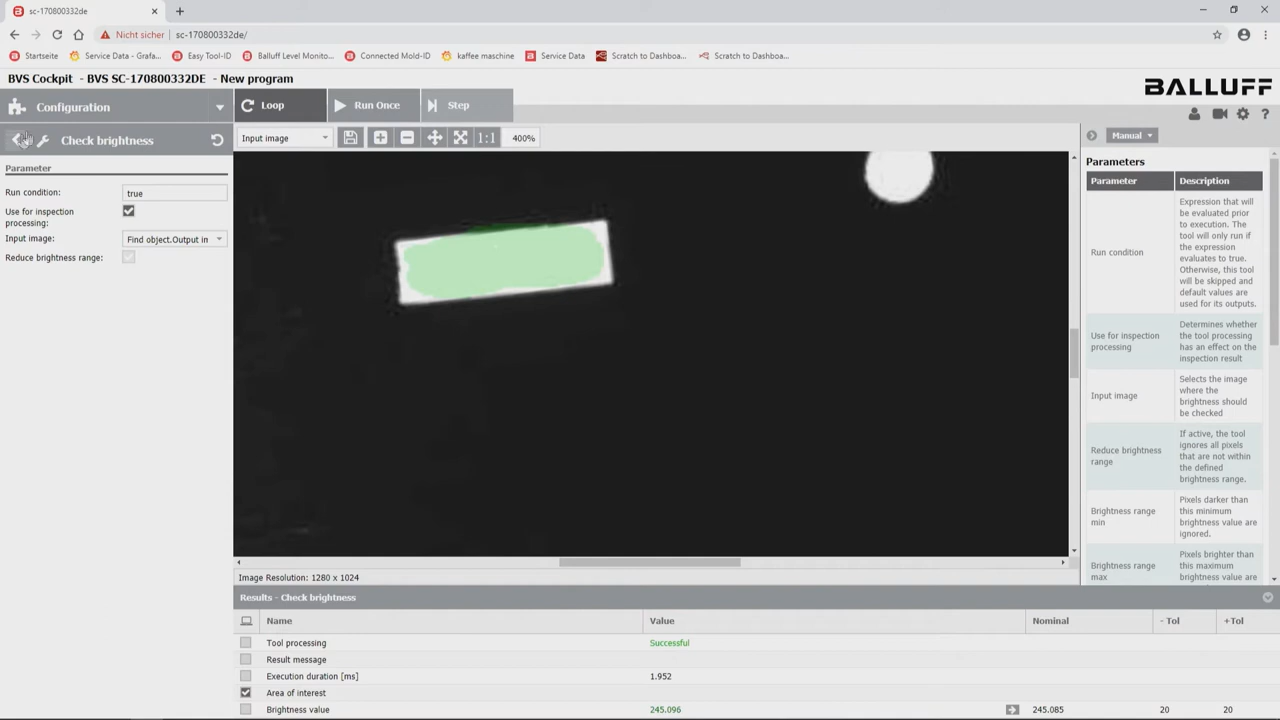 sc-170800332de
Nicht sicher sc-170800332de/
Startseite Service Data - Grafa... Easy Tool-ID Balluff Level Monito... Connected Mold-ID kaffee maschine Service Data Scratch to Dashboa... Scratch to Dashboa...
BVS Cockpit - BVS SC-170800332DE - New program
BALLUFF
Configuration Loop Run Once Step
Check brightness Input image 1:1 400% Manual
Parameter
Run condition: true
Use for inspection
processing:
Input image: Find object.Output in
Reduce brightness range:
Parameters
Parameter Description
Run condition
Expression that will
be evaluated prior
to execution. The
tool will only run if
the expression
evaluates to true.
Otherwise, this tool
will be skipped and
default values are
used for its outputs.
Use for inspection
processing
Determines whether
the tool processing
has an effect on the
inspection result
Input image
Selects the image
where the
brightness should
be checked
Reduce brightness
range
If active, the tool
ignores all pixels
that are not within
the defined
brightness range.
Brightness range
min
Pixels darker than
this minimum
brightness value are
ignored.
Brightness range
max
Pixels brighter than
this maximum
brightness value are
Image Resolution: 1280 x 1024
Results - Check brightness
Name Value Nominal - Tol +Tol
Tool processing Successful
Result message
Execution duration [ms] 1.952
Area of interest
Brightness value 245.096 245.085 20 20